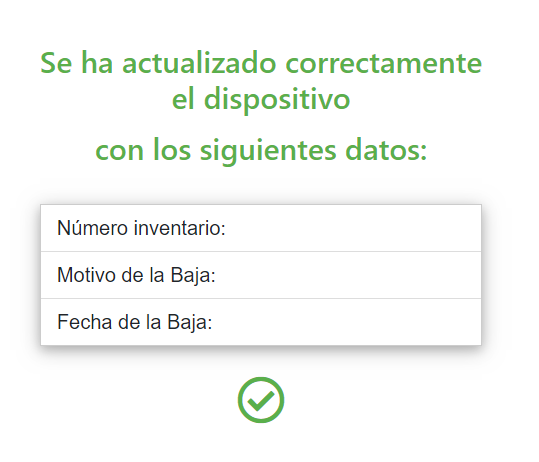 Se ha actualizado correctamente
el dispositivo
con los siguientes datos:
Número inventario:
Motivo de la Baja:
Fecha de la Baja: